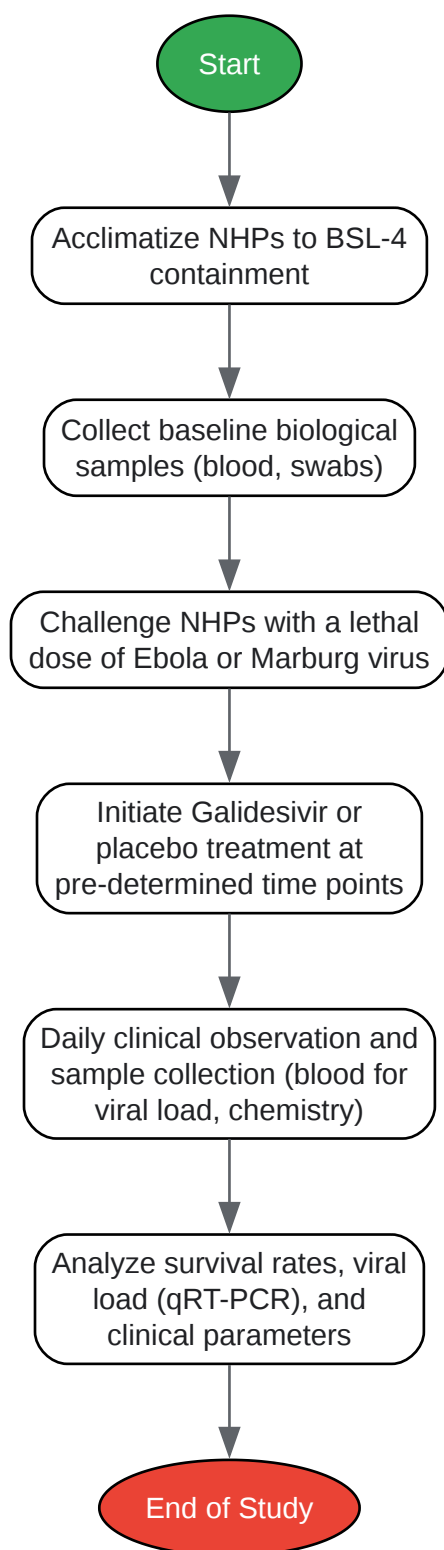 Start
Acclimatize NHPs to BSL-4
containment
Collect baseline biological
samples (blood, swabs)
Challenge NHPs with a lethal
dose of Ebola or Marburg virus
Initiate Galidesivir or
placebo treatment at
pre-determined time points
Daily clinical observation and
sample collection (blood for
viral load, chemistry)
Analyze survival rates, viral
load (qRT-PCR), and
clinical parameters
End of Study